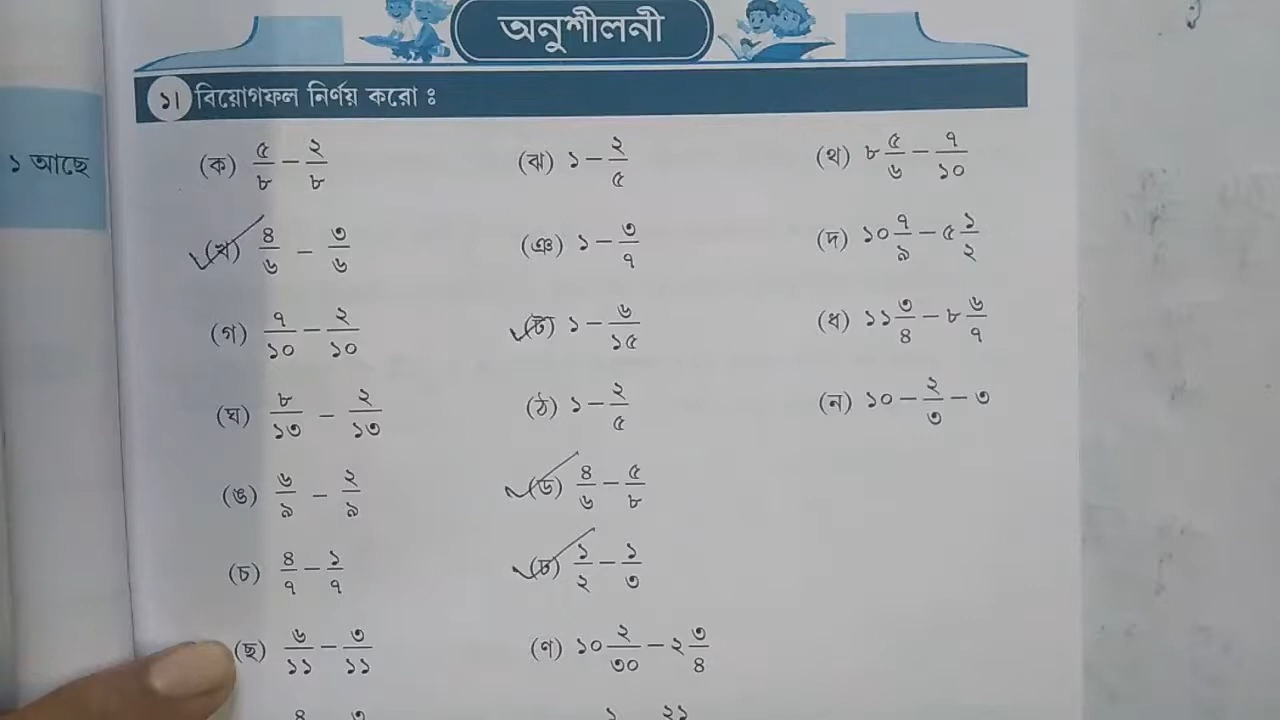 অনুশীলনী
১। বিয়োগফল নির্ণয় করো ঃ
১ আছে
(ক) ৫/৮ − ২/৮
(খ) ৪/৬ − ৩/৬
(গ) ৭/১০ − ২/১০
(ঘ) ৮/১৩ − ২/১৩
(ঙ) ৬/৯ − ২/৯
(চ) ৪/৭ − ১/৭
(ছ) ৬/১১ − ৩/১১
৪ ৩
(ঝ) ১ − ২/৫
(ঞ) ১ − ৩/৭
(ট) ১ − ৬/১৫
(ঠ) ১ − ২/৫
(ড) ৪/৬ − ৫/৮
(ঢ) ১/২ − ১/৩
(ণ) ১০ ২/৩০ − ২ ৩/৪
১ ২১
(থ) ৮ ৫/৬ − ৭/১০
(দ) ১০ ৭/৯ − ৫ ১/২
(ধ) ১১ ৩/৪ − ৮ ৬/৭
(ন) ১০ − ২/৩ − ৩